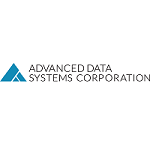 ADVANCED DATA
SYSTEMS CORPORATION